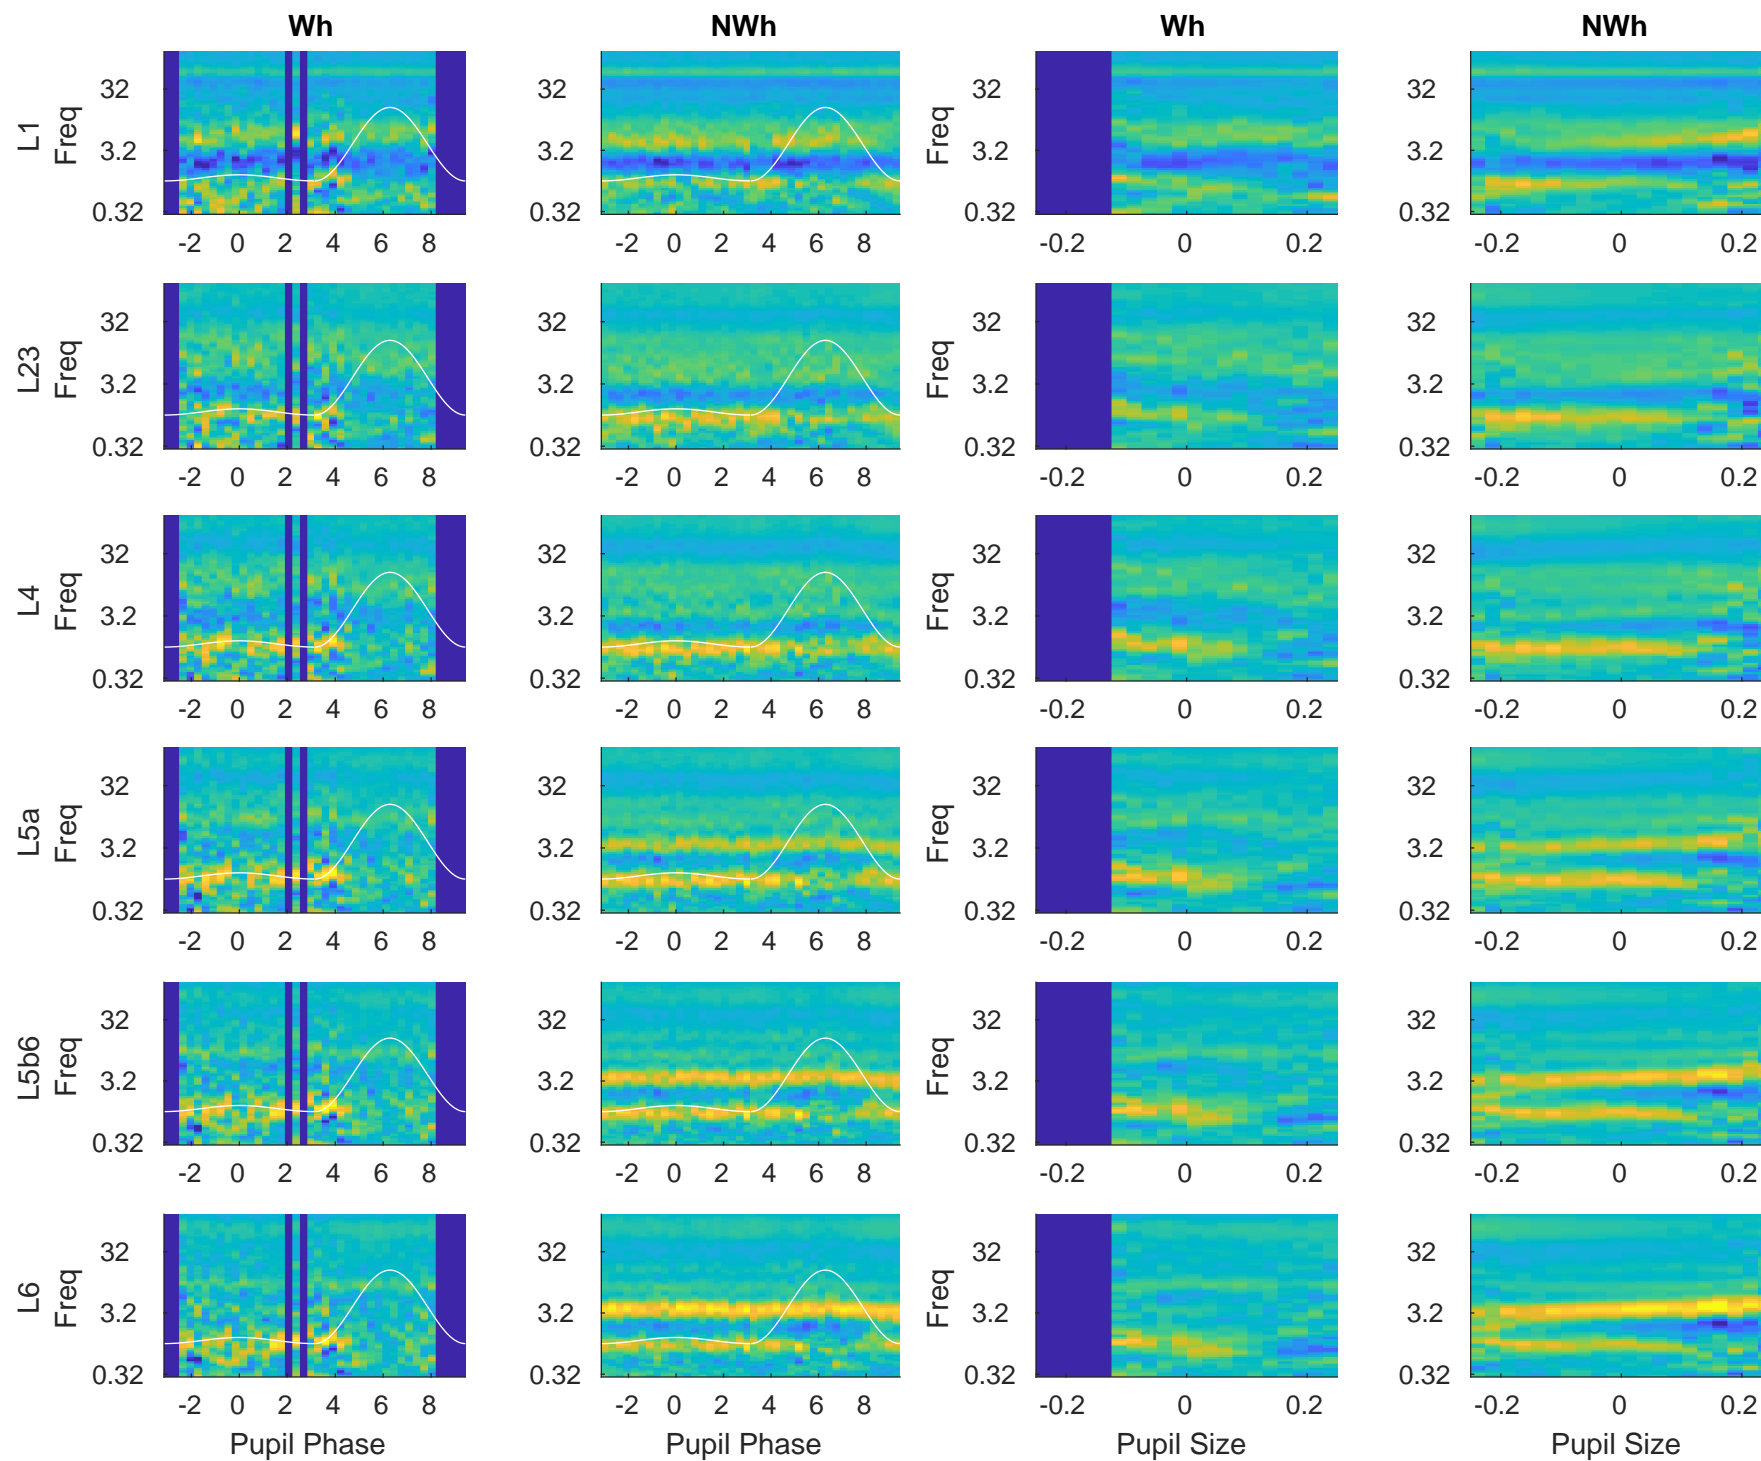 Wh NWh Wh NWh
L1 Freq 32 3.2 0.32 32 3.2 0.32 Freq 32 3.2 0.32 32 3.2 0.32
-2 0 2 4 6 8 -2 0 2 4 6 8 -0.2 0 0.2 -0.2 0 0.2
L23 Freq 32 3.2 0.32 32 3.2 0.32 Freq 32 3.2 0.32 32 3.2 0.32
-2 0 2 4 6 8 -2 0 2 4 6 8 -0.2 0 0.2 -0.2 0 0.2
L4 Freq 32 3.2 0.32 32 3.2 0.32 Freq 32 3.2 0.32 32 3.2 0.32
-2 0 2 4 6 8 -2 0 2 4 6 8 -0.2 0 0.2 -0.2 0 0.2
L5a Freq 32 3.2 0.32 32 3.2 0.32 Freq 32 3.2 0.32 32 3.2 0.32
-2 0 2 4 6 8 -2 0 2 4 6 8 -0.2 0 0.2 -0.2 0 0.2
L5b6 Freq 32 3.2 0.32 32 3.2 0.32 Freq 32 3.2 0.32 32 3.2 0.32
-2 0 2 4 6 8 -2 0 2 4 6 8 -0.2 0 0.2 -0.2 0 0.2
L6 Freq 32 3.2 0.32 32 3.2 0.32 Freq 32 3.2 0.32 32 3.2 0.32
-2 0 2 4 6 8 -2 0 2 4 6 8 -0.2 0 0.2 -0.2 0 0.2
Pupil Phase Pupil Phase Pupil Size Pupil Size